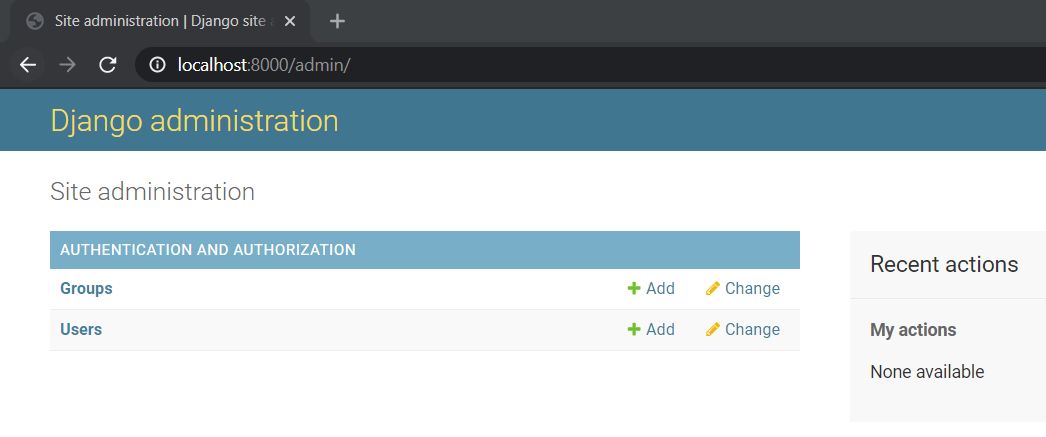 Site administration | Django site
localhost:8000/admin/
Django administration
Site administration
AUTHENTICATION AND AUTHORIZATION
Groups Add Change
Users Add Change
Recent actions
My actions
None available